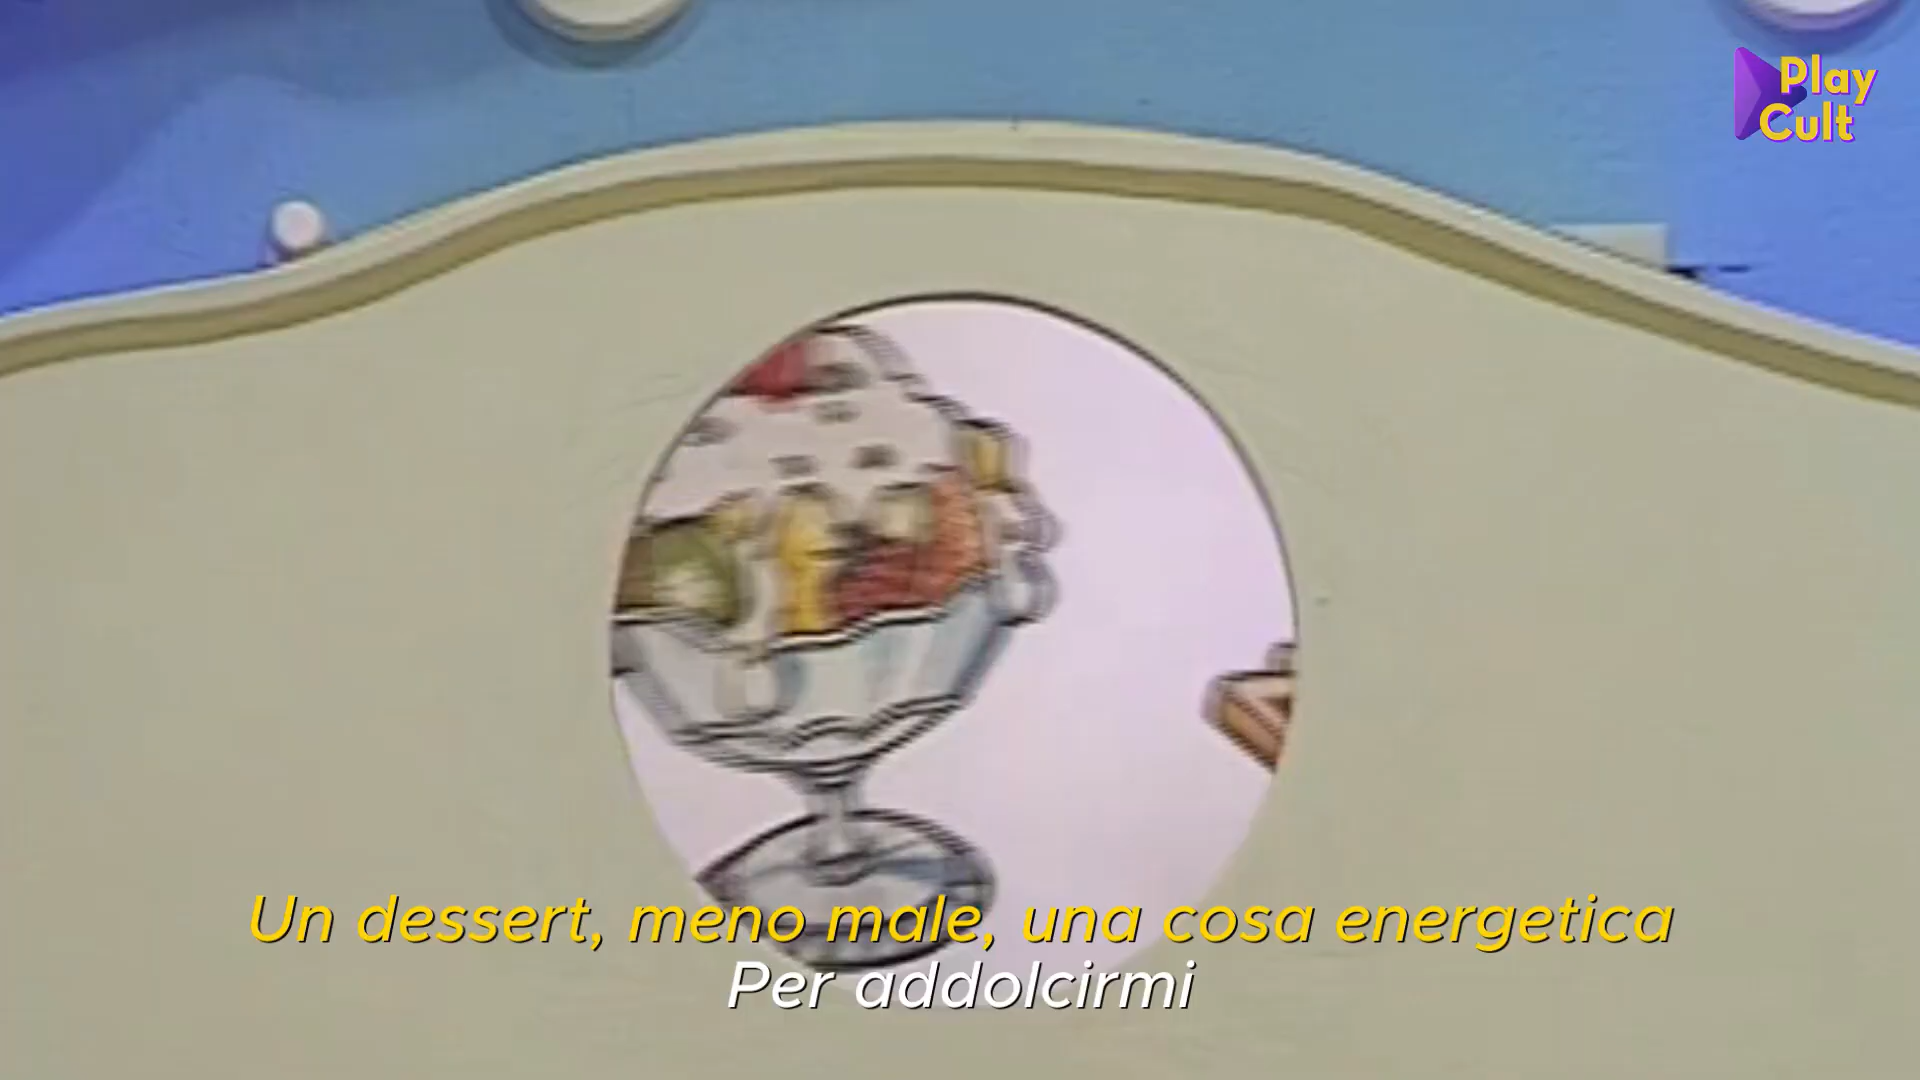 Play
Cult
Un dessert, meno male, una cosa energetica
Per addolcirmi